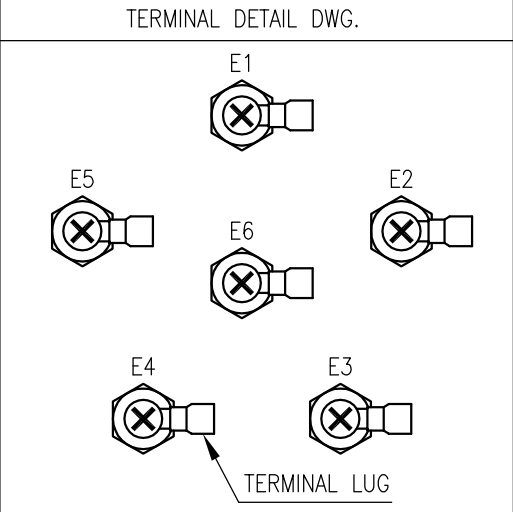 TERMINAL DETAIL DWG.
E1
E5
E2
E6
E4
E3
TERMINAL LUG